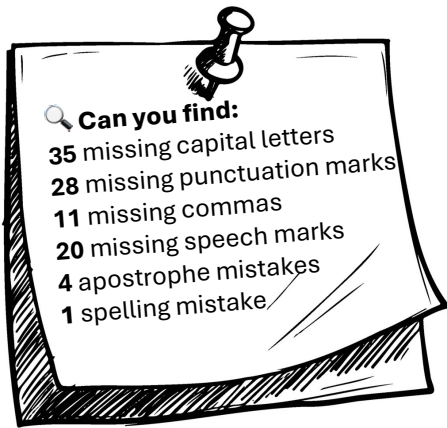 Can you find:
35 missing capital letters
28 missing punctuation marks
11 missing commas
20 missing speech marks
4 apostrophe mistakes
1 spelling mistake